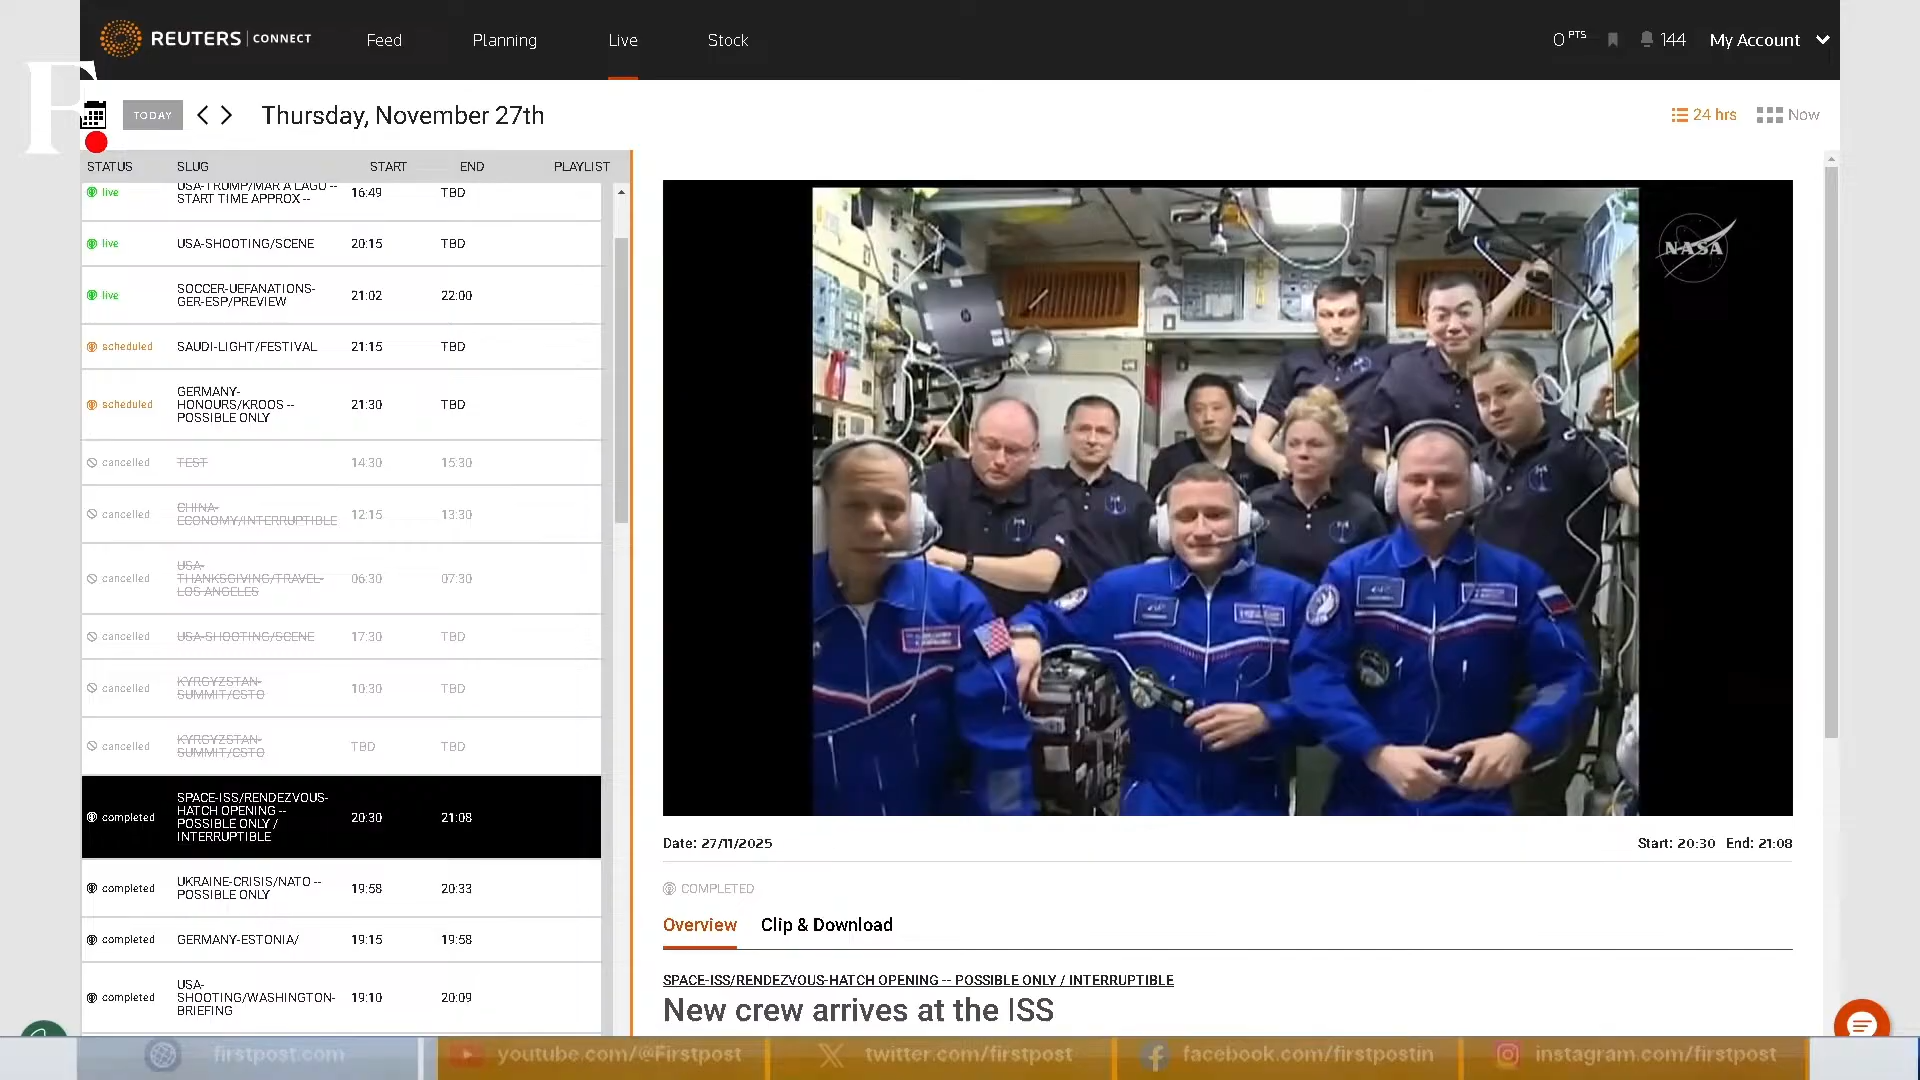 REUTERS CONNECT
Feed
Planning
Live
Stock
0 PTS
144
My Account
F.
TODAY
Thursday, November 27th
24 hrs
Now
STATUS SLUG START END PLAYLIST
live USA-TRUMP/MAR A LAGO -- 16:49 TBD
START TIME APPROX --
live USA-SHOOTING/SCENE 20:15 TBD
live SOCCER-UEFANATIONS- 21:02 22:00
GER-ESP/PREVIEW
scheduled SAUDI-LIGHT/FESTIVAL 21:15 TBD
scheduled GERMANY- 21:30 TBD
HONOURS/KROOS --
POSSIBLE ONLY
cancelled TEST 14:30 15:30
cancelled CHINA- 12:15 13:30
ECONOMY/INTERRUPTIBLE
cancelled USA- 06:30 07:30
THANKSGIVING/TRAVEL-
LOS ANGELES
cancelled USA-SHOOTING/SCENE 17:30 TBD
cancelled KYRGYZSTAN- 10:30 TBD
SUMMIT/CSTO
cancelled KYRGYZSTAN- TBD TBD
SUMMIT/CSTO
completed SPACE-ISS/RENDEZVOUS- 20:30 21:08
HATCH OPENING --
POSSIBLE ONLY /
INTERRUPTIBLE
completed UKRAINE-CRISIS/NATO -- 19:58 20:33
POSSIBLE ONLY
completed GERMANY-ESTONIA/ 19:15 19:58
completed USA- 19:10 20:09
SHOOTING/WASHINGTON-
BRIEFING
NASA
Date: 27/11/2025
Start: 20:30 End: 21:08
COMPLETED
Overview
Clip & Download
SPACE-ISS/RENDEZVOUS-HATCH OPENING -- POSSIBLE ONLY / INTERRUPTIBLE
New crew arrives at the ISS
firstpost.com
youtube.com/@Firstpost
twitter.com/firstpost
facebook.com/firstpostin
instagram.com/firstpost